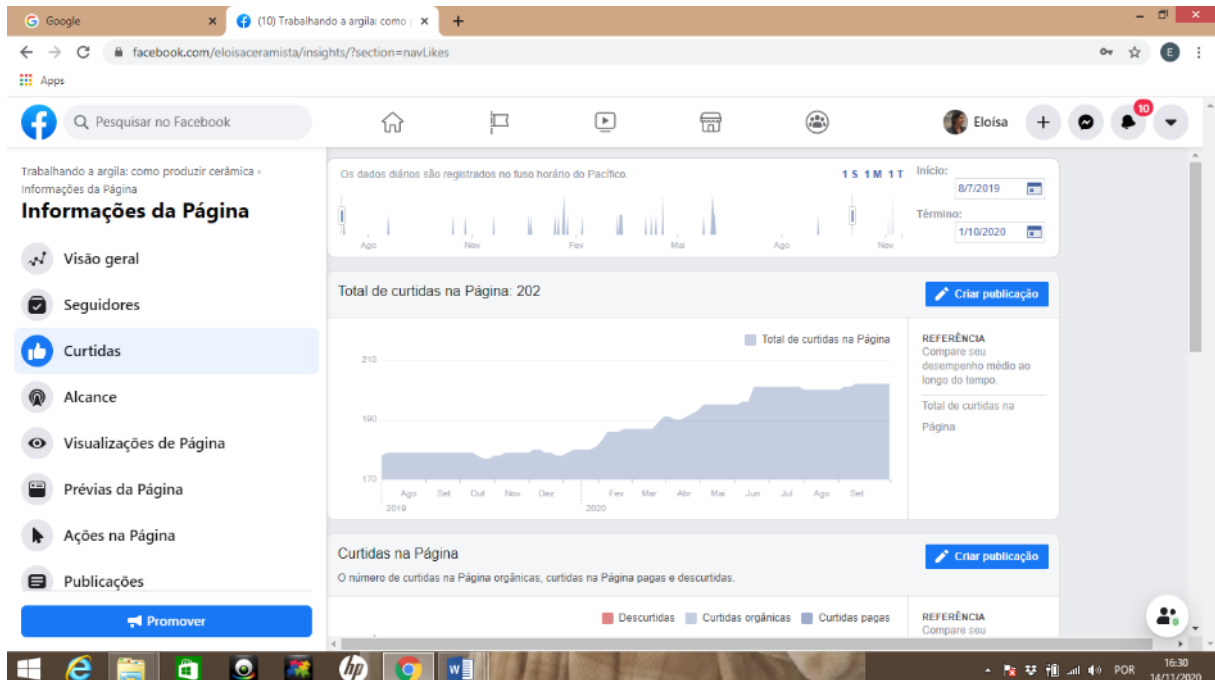 Google
(10) Trabalhando a argila: como p
facebook.com/eloisaceramista/insights/?section=navLikes
E
Apps
Pesquisar no Facebook
Eloísa
10
Trabalhando a argila: como produzir cerâmica ›
Informações da Página
Informações da Página
Visão geral
Seguidores
Curtidas
Alcance
Visualizações de Página
Prévias da Página
Ações na Página
Publicações
Promover
Os dados diários são registrados no fuso horário do Pacífico.
1 S 1 M 1 T
Início:
8/7/2019
Término:
1/10/2020
Ago Nov Fev Mai Ago Nov
Total de curtidas na Página: 202
Criar publicação
Total de curtidas na Página
210
190
170
Ago Set Out Nov Dez Fev Mar Abr Mai Jun Jul Ago Set
2019 2020
REFERÊNCIA
Compare seu
desempenho médio ao
longo do tempo.
Total de curtidas na
Página
Curtidas na Página
O número de curtidas na Página orgânicas, curtidas na Página pagas e descurtidas.
Criar publicação
Descurtidas Curtidas orgânicas Curtidas pagas
REFERÊNCIA
Compare seu
hp
W
POR
16:30
14/11/2020